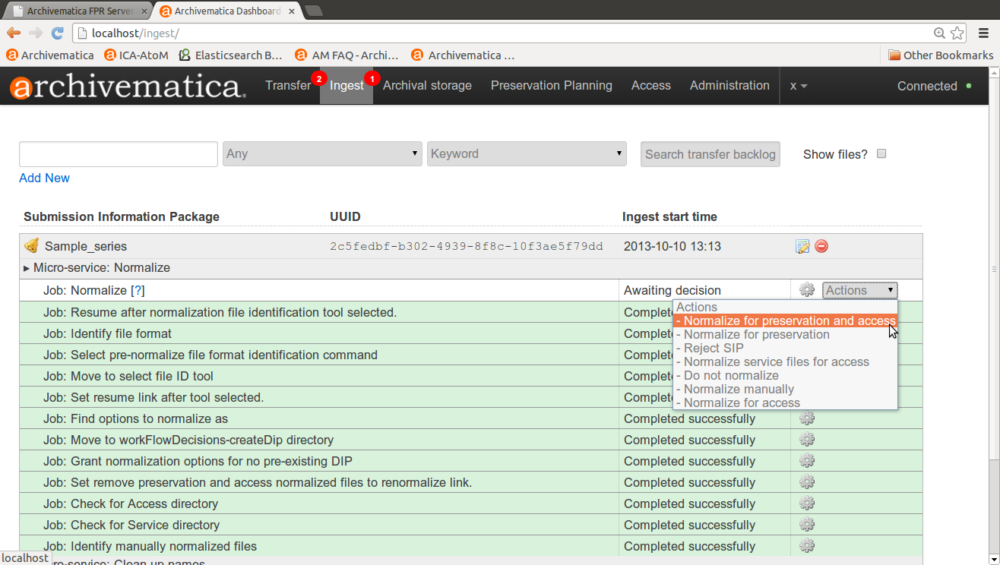 Archivematica FPR Server × Archivematica Dashboard ×
localhost/ingest/
Archivematica ICA-AtoM Elasticsearch B... AM FAQ - Archi... Archivematica ... Other Bookmarks
archivematica. Transfer 2 Ingest 1 Archival storage Preservation Planning Access Administration x Connected
Any Keyword Search transfer backlog Show files?
Add New
Submission Information Package UUID Ingest start time
Sample_series 2c5fedbf-b302-4939-8f8c-10f3ae5f79dd 2013-10-10 13:13
Micro-service: Normalize
Job: Normalize [?] Awaiting decision Actions
Actions
- Normalize for preservation and access
- Normalize for preservation
- Reject SIP
- Normalize service files for access
- Do not normalize
- Normalize manually
- Normalize for access
Job: Resume after normalization file identification tool selected. Complete
Job: Identify file format Complete
Job: Select pre-normalize file format identification command Complete
Job: Move to select file ID tool Complete
Job: Set resume link after tool selected. Complete
Job: Find options to normalize as Completed successfully
Job: Move to workFlowDecisions-createDip directory Completed successfully
Job: Grant normalization options for no pre-existing DIP Completed successfully
Job: Set remove preservation and access normalized files to renormalize link. Completed successfully
Job: Check for Access directory Completed successfully
Job: Check for Service directory Completed successfully
Job: Identify manually normalized files Completed successfully
localhost
ro-service: Clean up names